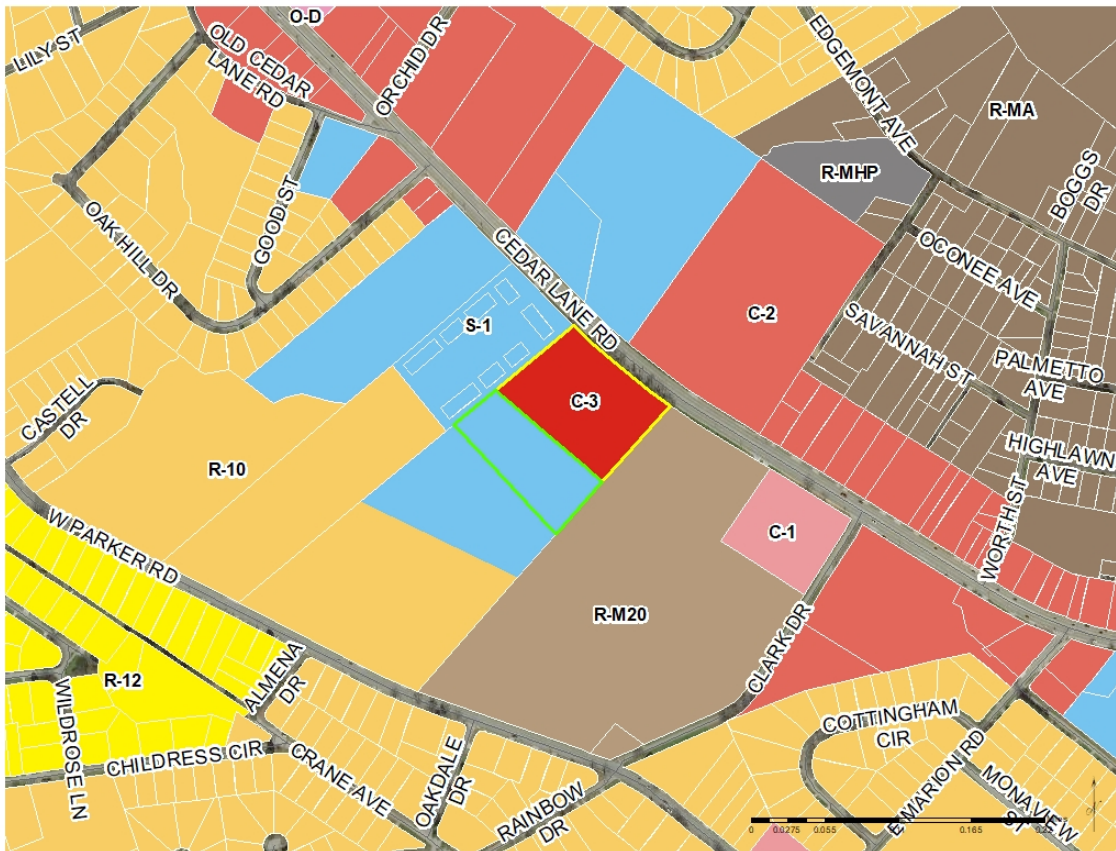 O-D
LILY ST
OLD CEDAR
LANE RD
ORCHID DR
EDGEMONT AVE
R-MA
BOGGS
DR
R-MHP
GOOD ST
OAK HILL DR
OCONEE AVE
CEDAR LANE RD
C-2
S-1
SAVANNAH ST
PALMETTO
AVE
C-3
CASTELL
DR
HIGHLAWN
AVE
R-10
WORTH ST
W PARKER RD
C-1
R-M20
CLARK DR
R-12
ALMENA
DR
WILDROSE LN
COTTINGHAM
CIR
CHILDRESS CIR
CRANE AVE
OAKDALE
DR
E MARION RD
MONAVIEW
ST
RAINBOW
DR
0 0.0275 0.055 0.165